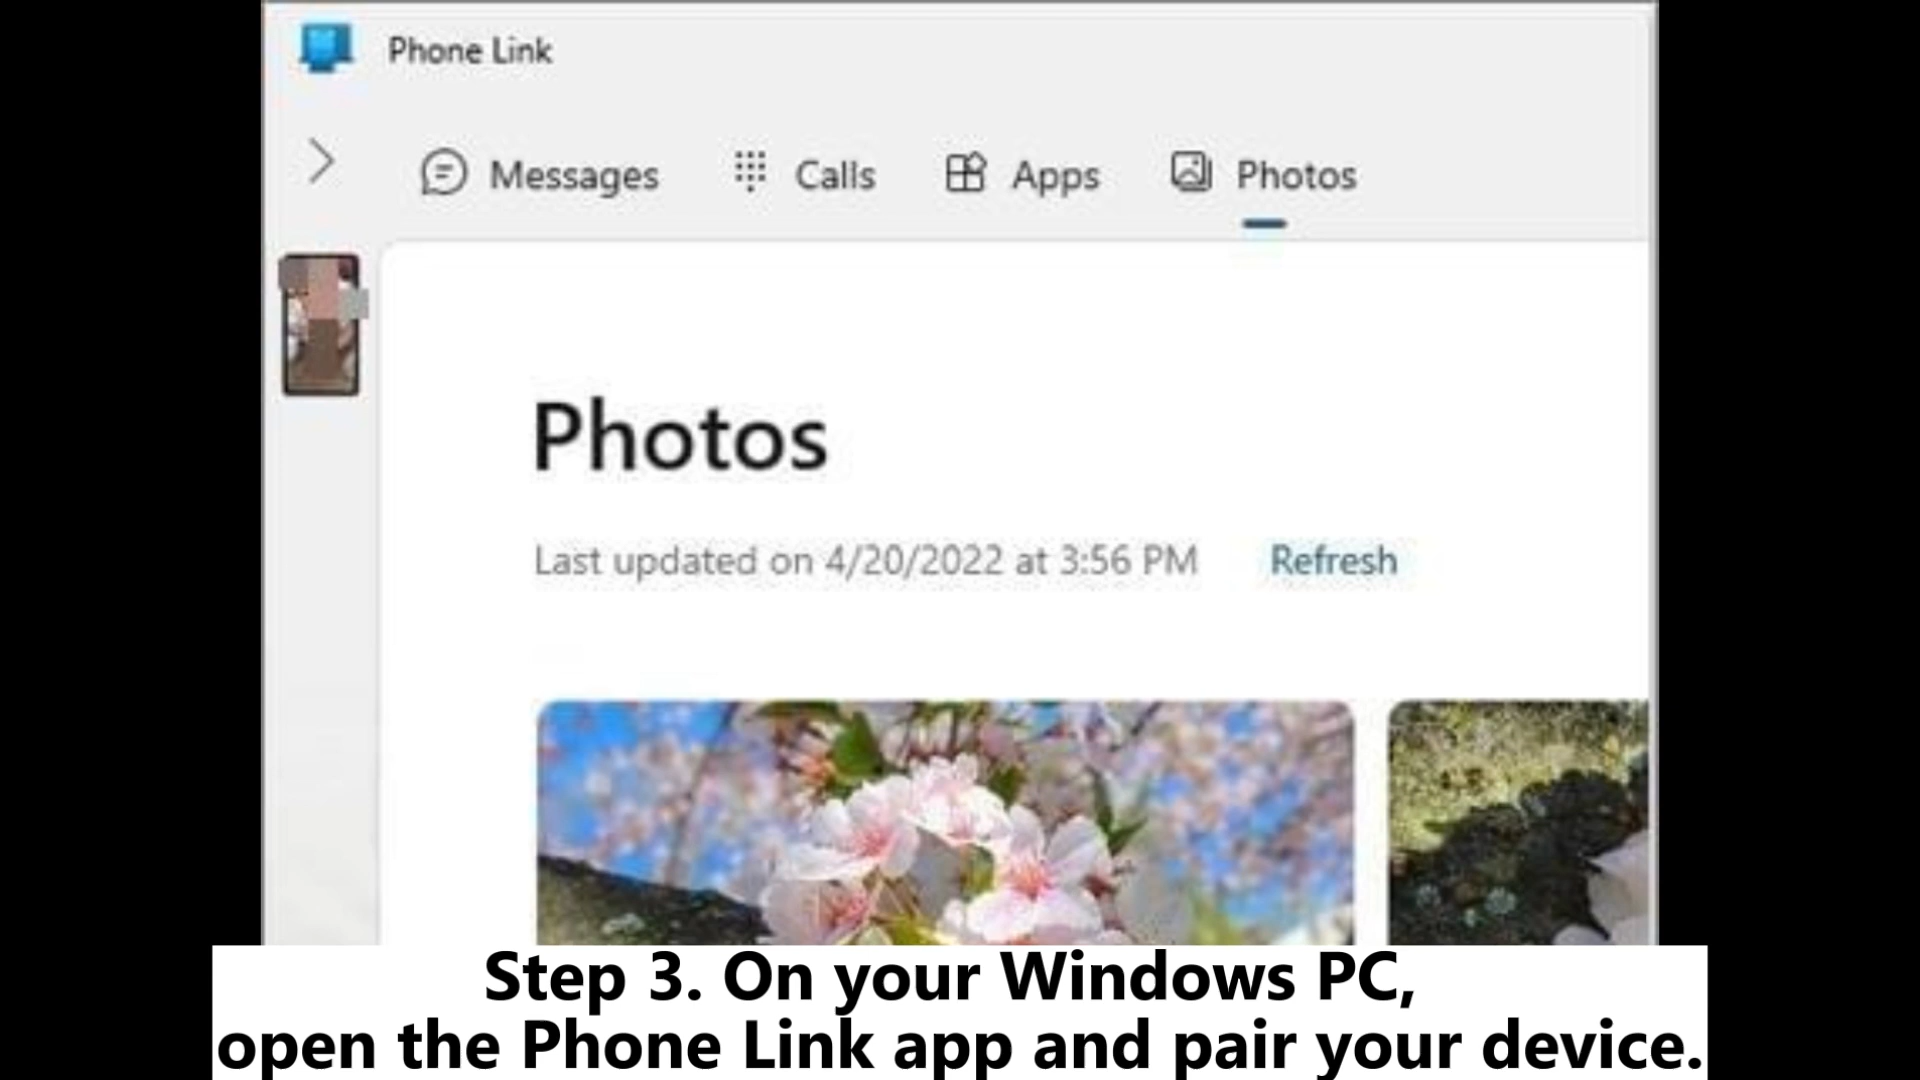 Phone Link
Messages Calls Apps Photos
Photos
Last updated on 4/20/2022 at 3:56 PM Refresh
Step 3. On your Windows PC,
open the Phone Link app and pair your device.